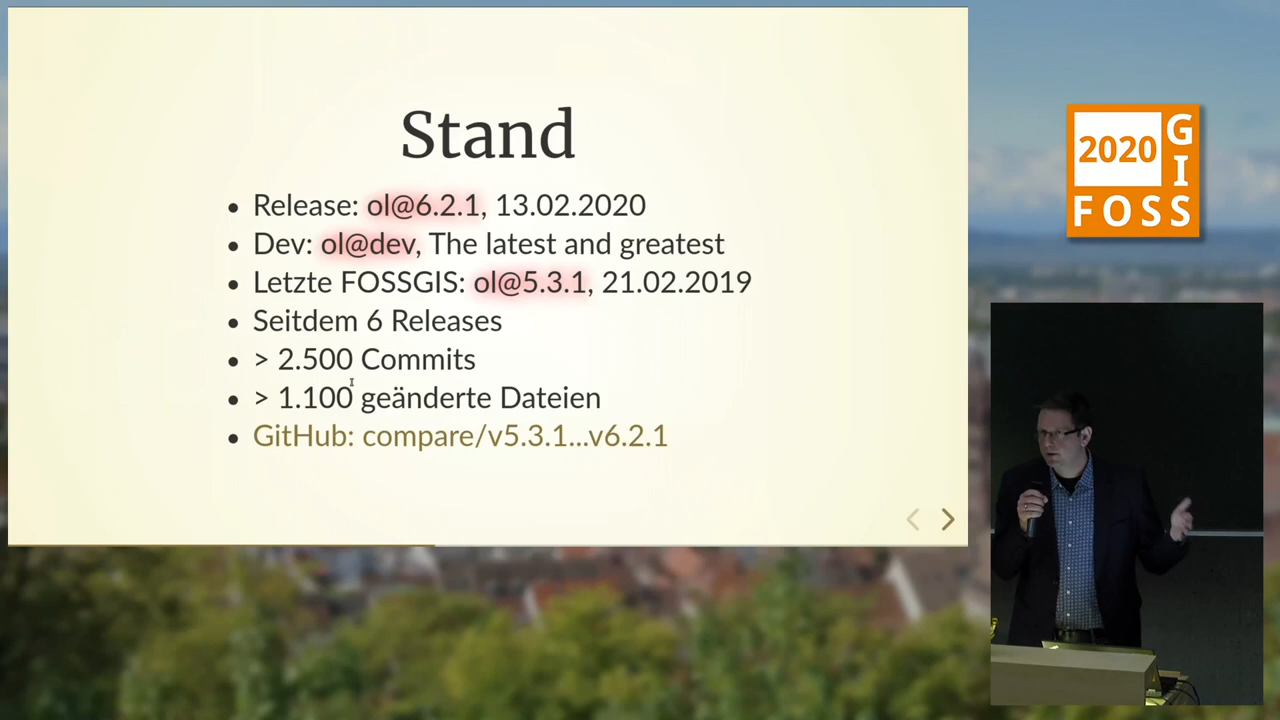 Stand
Release: ol@6.2.1, 13.02.2020
Dev: ol@dev, The latest and greatest
Letzte FOSSGIS: ol@5.3.1, 21.02.2019
Seitdem 6 Releases
> 2.500 Commits
> 1.100 geänderte Dateien
GitHub: compare/v5.3.1...v6.2.1
2020
FOSSGIS